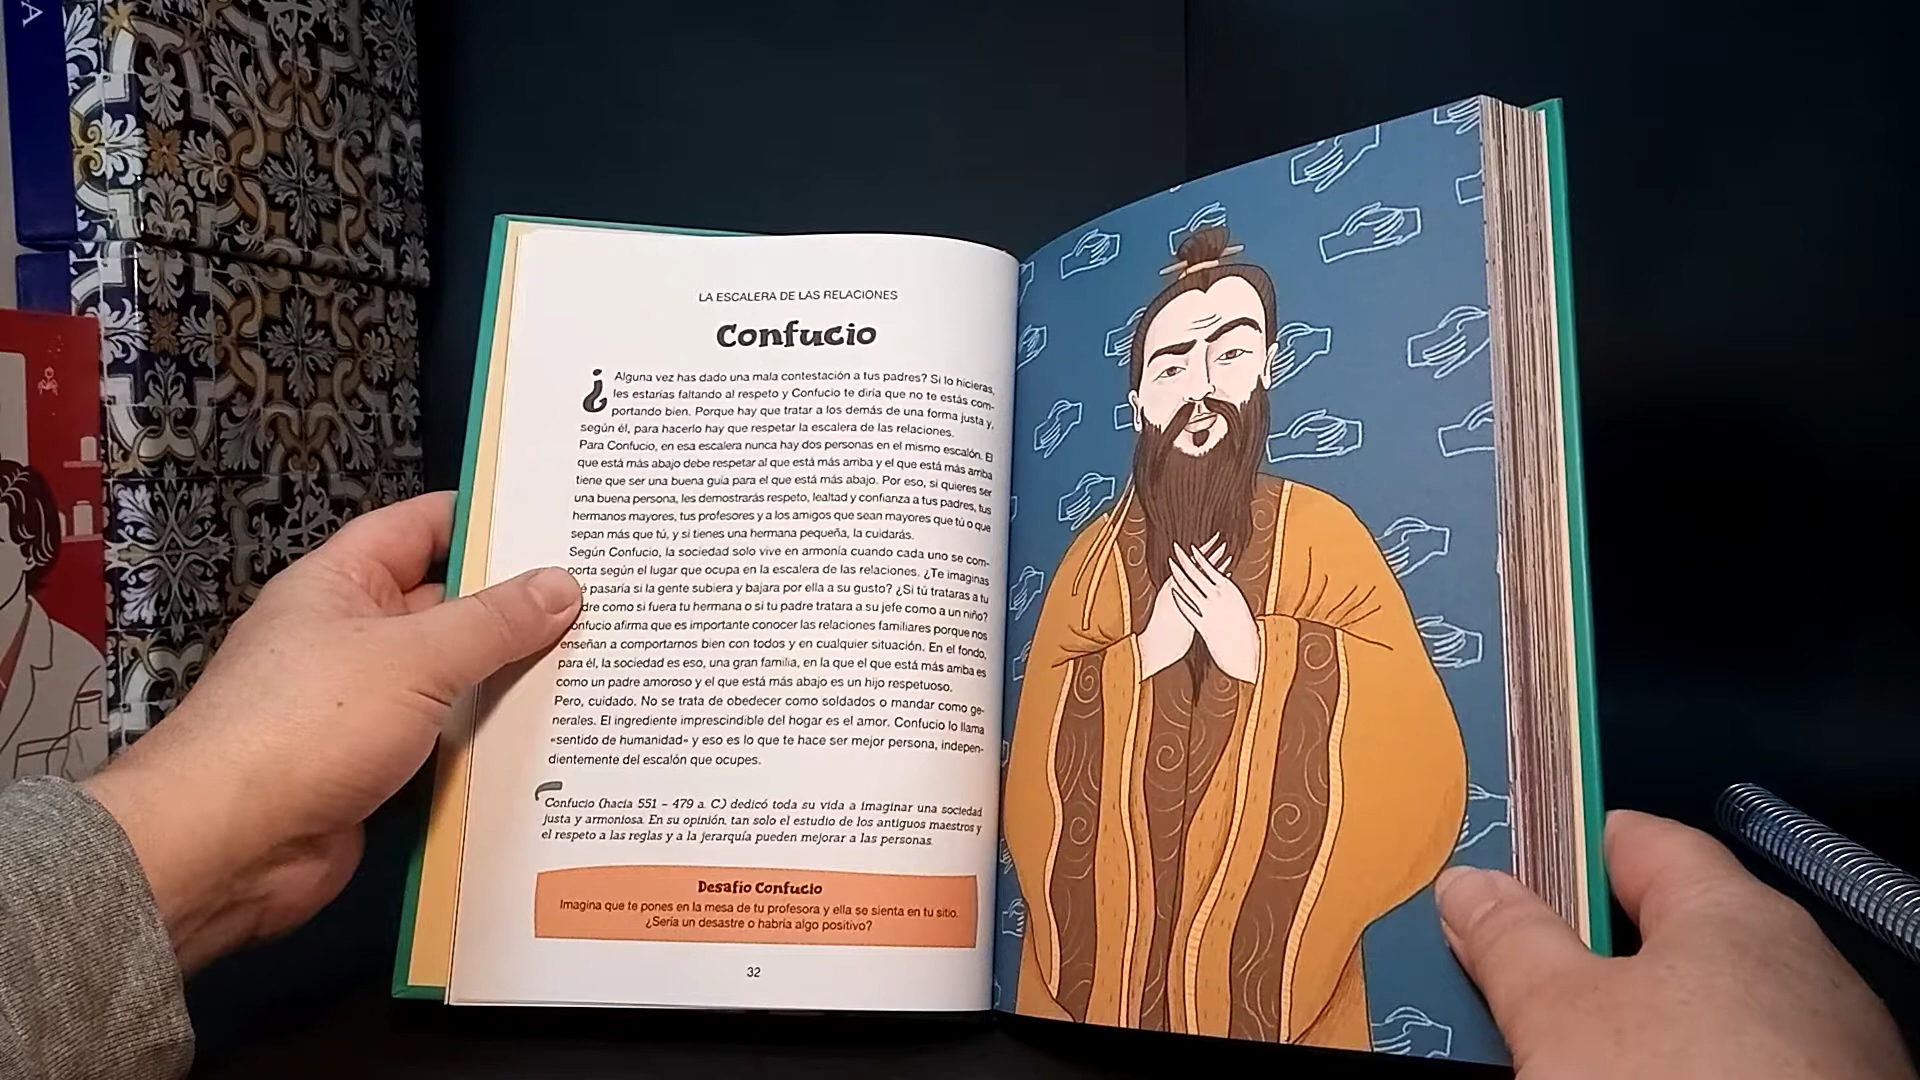 A
LA ESCALERA DE LAS RELACIONES
Confucio
¿Alguna vez has dado una mala contestación a tus padres? Si lo hicieras,
les estarías faltando al respeto y Confucio te diría que no te estás com-
portando bien. Porque hay que tratar a los demás de una forma justa y,
según él, para hacerlo hay que respetar la escalera de las relaciones.
Para Confucio, en esa escalera nunca hay dos personas en el mismo escalón. El
que está más abajo debe respetar al que está más arriba y el que está más arriba
tiene que ser una buena guía para el que está más abajo. Por eso, si quieres ser
una buena persona, les demostrarás respeto, lealtad y confianza a tus padres, tus
hermanos mayores, tus profesores y a los amigos que sean mayores que tú o que
sepan más que tú, y si tienes una hermana pequeña, la cuidarás.
Según Confucio, la sociedad solo vive en armonía cuando cada uno se com-
porta según el lugar que ocupa en la escalera de las relaciones. ¿Te imaginas
é pasaría si la gente subiera y bajara por ella a su gusto? ¿Si tú trataras a tu
dre como si fuera tu hermana o si tu padre tratara a su jefe como a un niño?
onfucio afirma que es importante conocer las relaciones familiares porque nos
enseñan a comportarnos bien con todos y en cualquier situación. En el fondo,
para él, la sociedad es eso, una gran familia, en la que el que está más arriba es
como un padre amoroso y el que está más abajo es un hijo respetuoso.
Pero, cuidado. No se trata de obedecer como soldados o mandar como ge-
nerales. El ingrediente imprescindible del hogar es el amor. Confucio lo llama
«sentido de humanidad» y eso es lo que te hace ser mejor persona, indepen-
dientemente del escalón que ocupes.
Confucio (hacia 551 – 479 a. C.) dedicó toda su vida a imaginar una sociedad
justa y armoniosa. En su opinión, tan solo el estudio de los antiguos maestros y
el respeto a las reglas y a la jerarquía pueden mejorar a las personas.
Desafío Confucio
Imagina que te pones en la mesa de tu profesora y ella se sienta en tu sitio.
¿Sería un desastre o habría algo positivo?
32